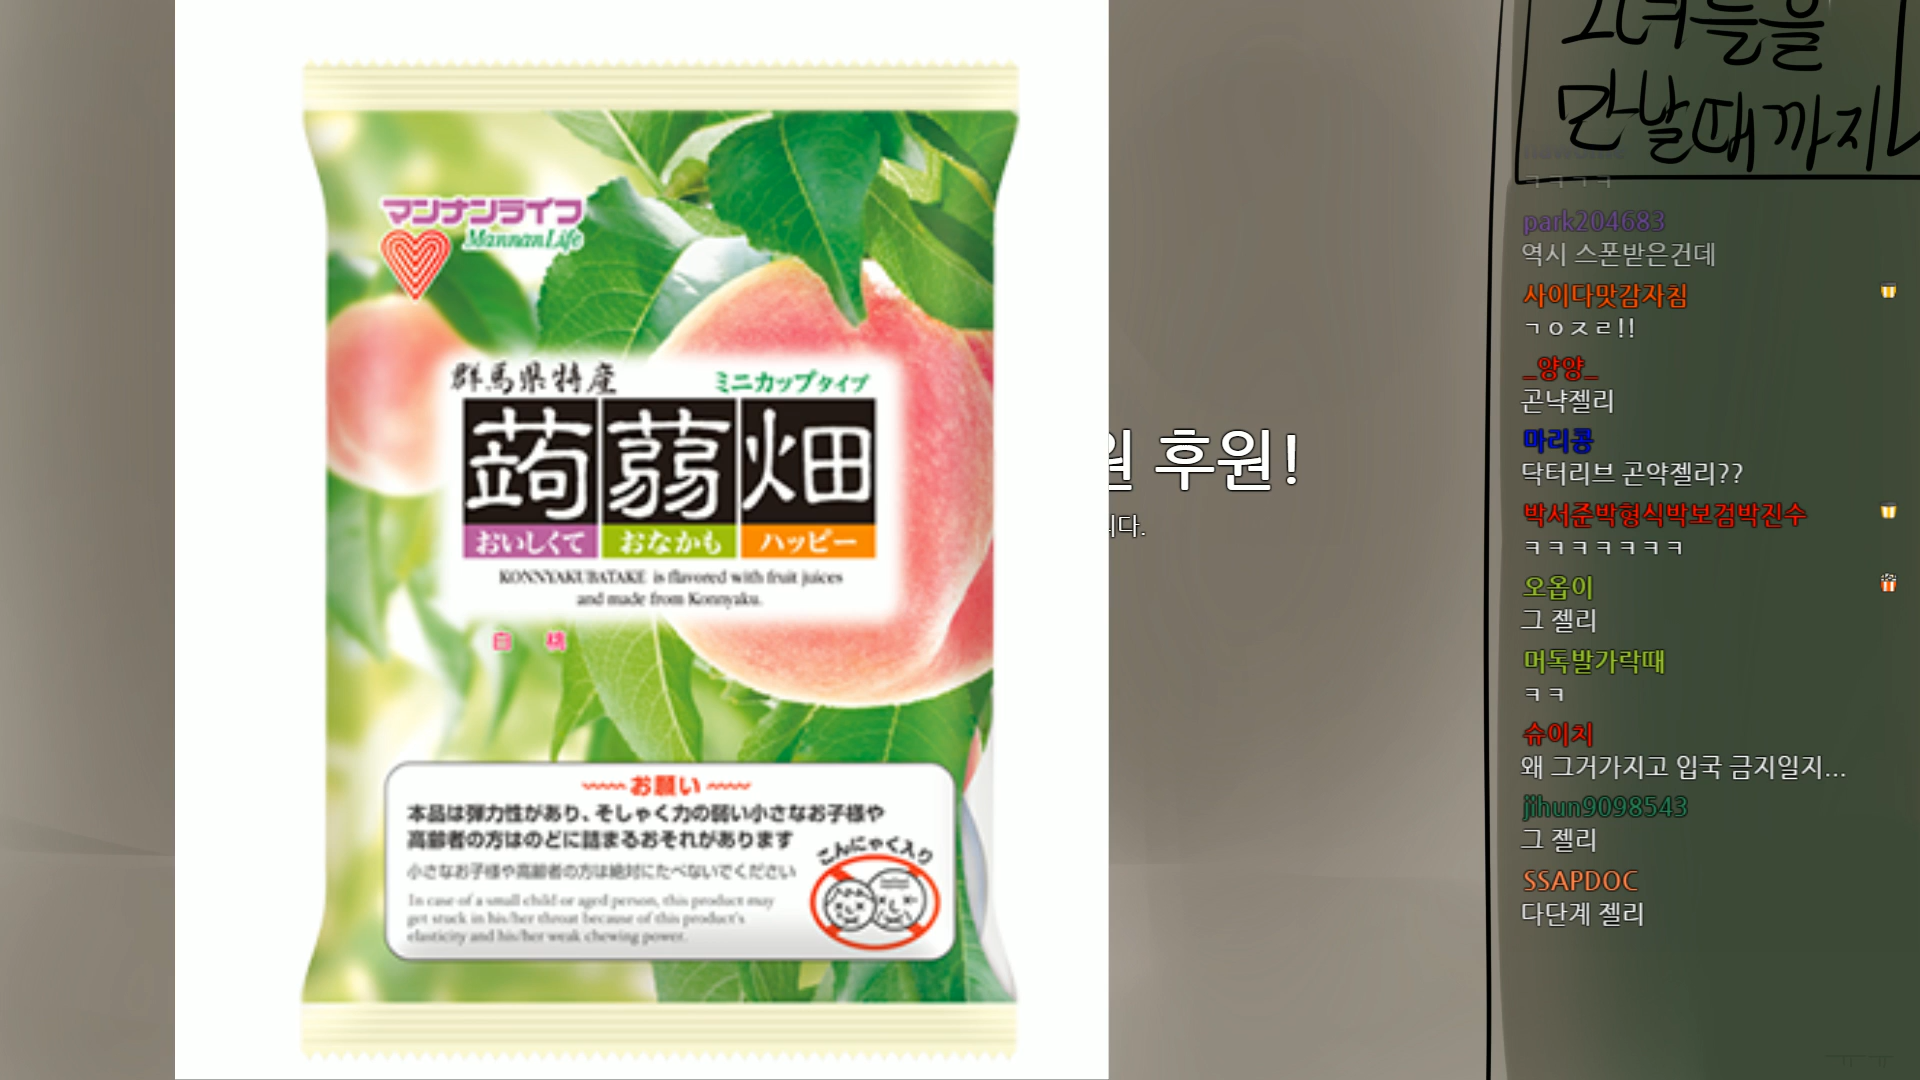 マンナンライフ
MannanLife
群馬県特産
ミニカップタイプ
蒟蒻畑
おいしくて おなかも ハッピー
KONNYAKUBATAKE is flavored with fruit juices
and made from Konnyaku.
白 桃
お願い
本品は弾力性があり、そしゃく力の弱い小さなお子様や
高齢者の方はのどに詰まるおそれがあります
小さなお子様や高齢者の方は絶対にたべないでください
In case of a small child or aged person, this product may
get stuck in his/her throat because of this product's
elasticity and his/her weak chewing power.
こんにゃく入り
원 후원!
니다.
그녀들을
만날때까지
ㅋㅋㅋㅋ
park204683
역시 스폰받은건데
사이다맛감자침
ㄱㅇㅈㄹ!!
_양양_
곤냑젤리
마리콩
닥터리브 곤약젤리??
박서준박형식박보검박진수
ㅋㅋㅋㅋㅋㅋㅋ
오옵이
그 젤리
머독발가락때
ㅋㅋ
슈이치
왜 그거가지고 입국 금지일지...
jihun9098543
그 젤리
SSAPDOC
다단계 젤리